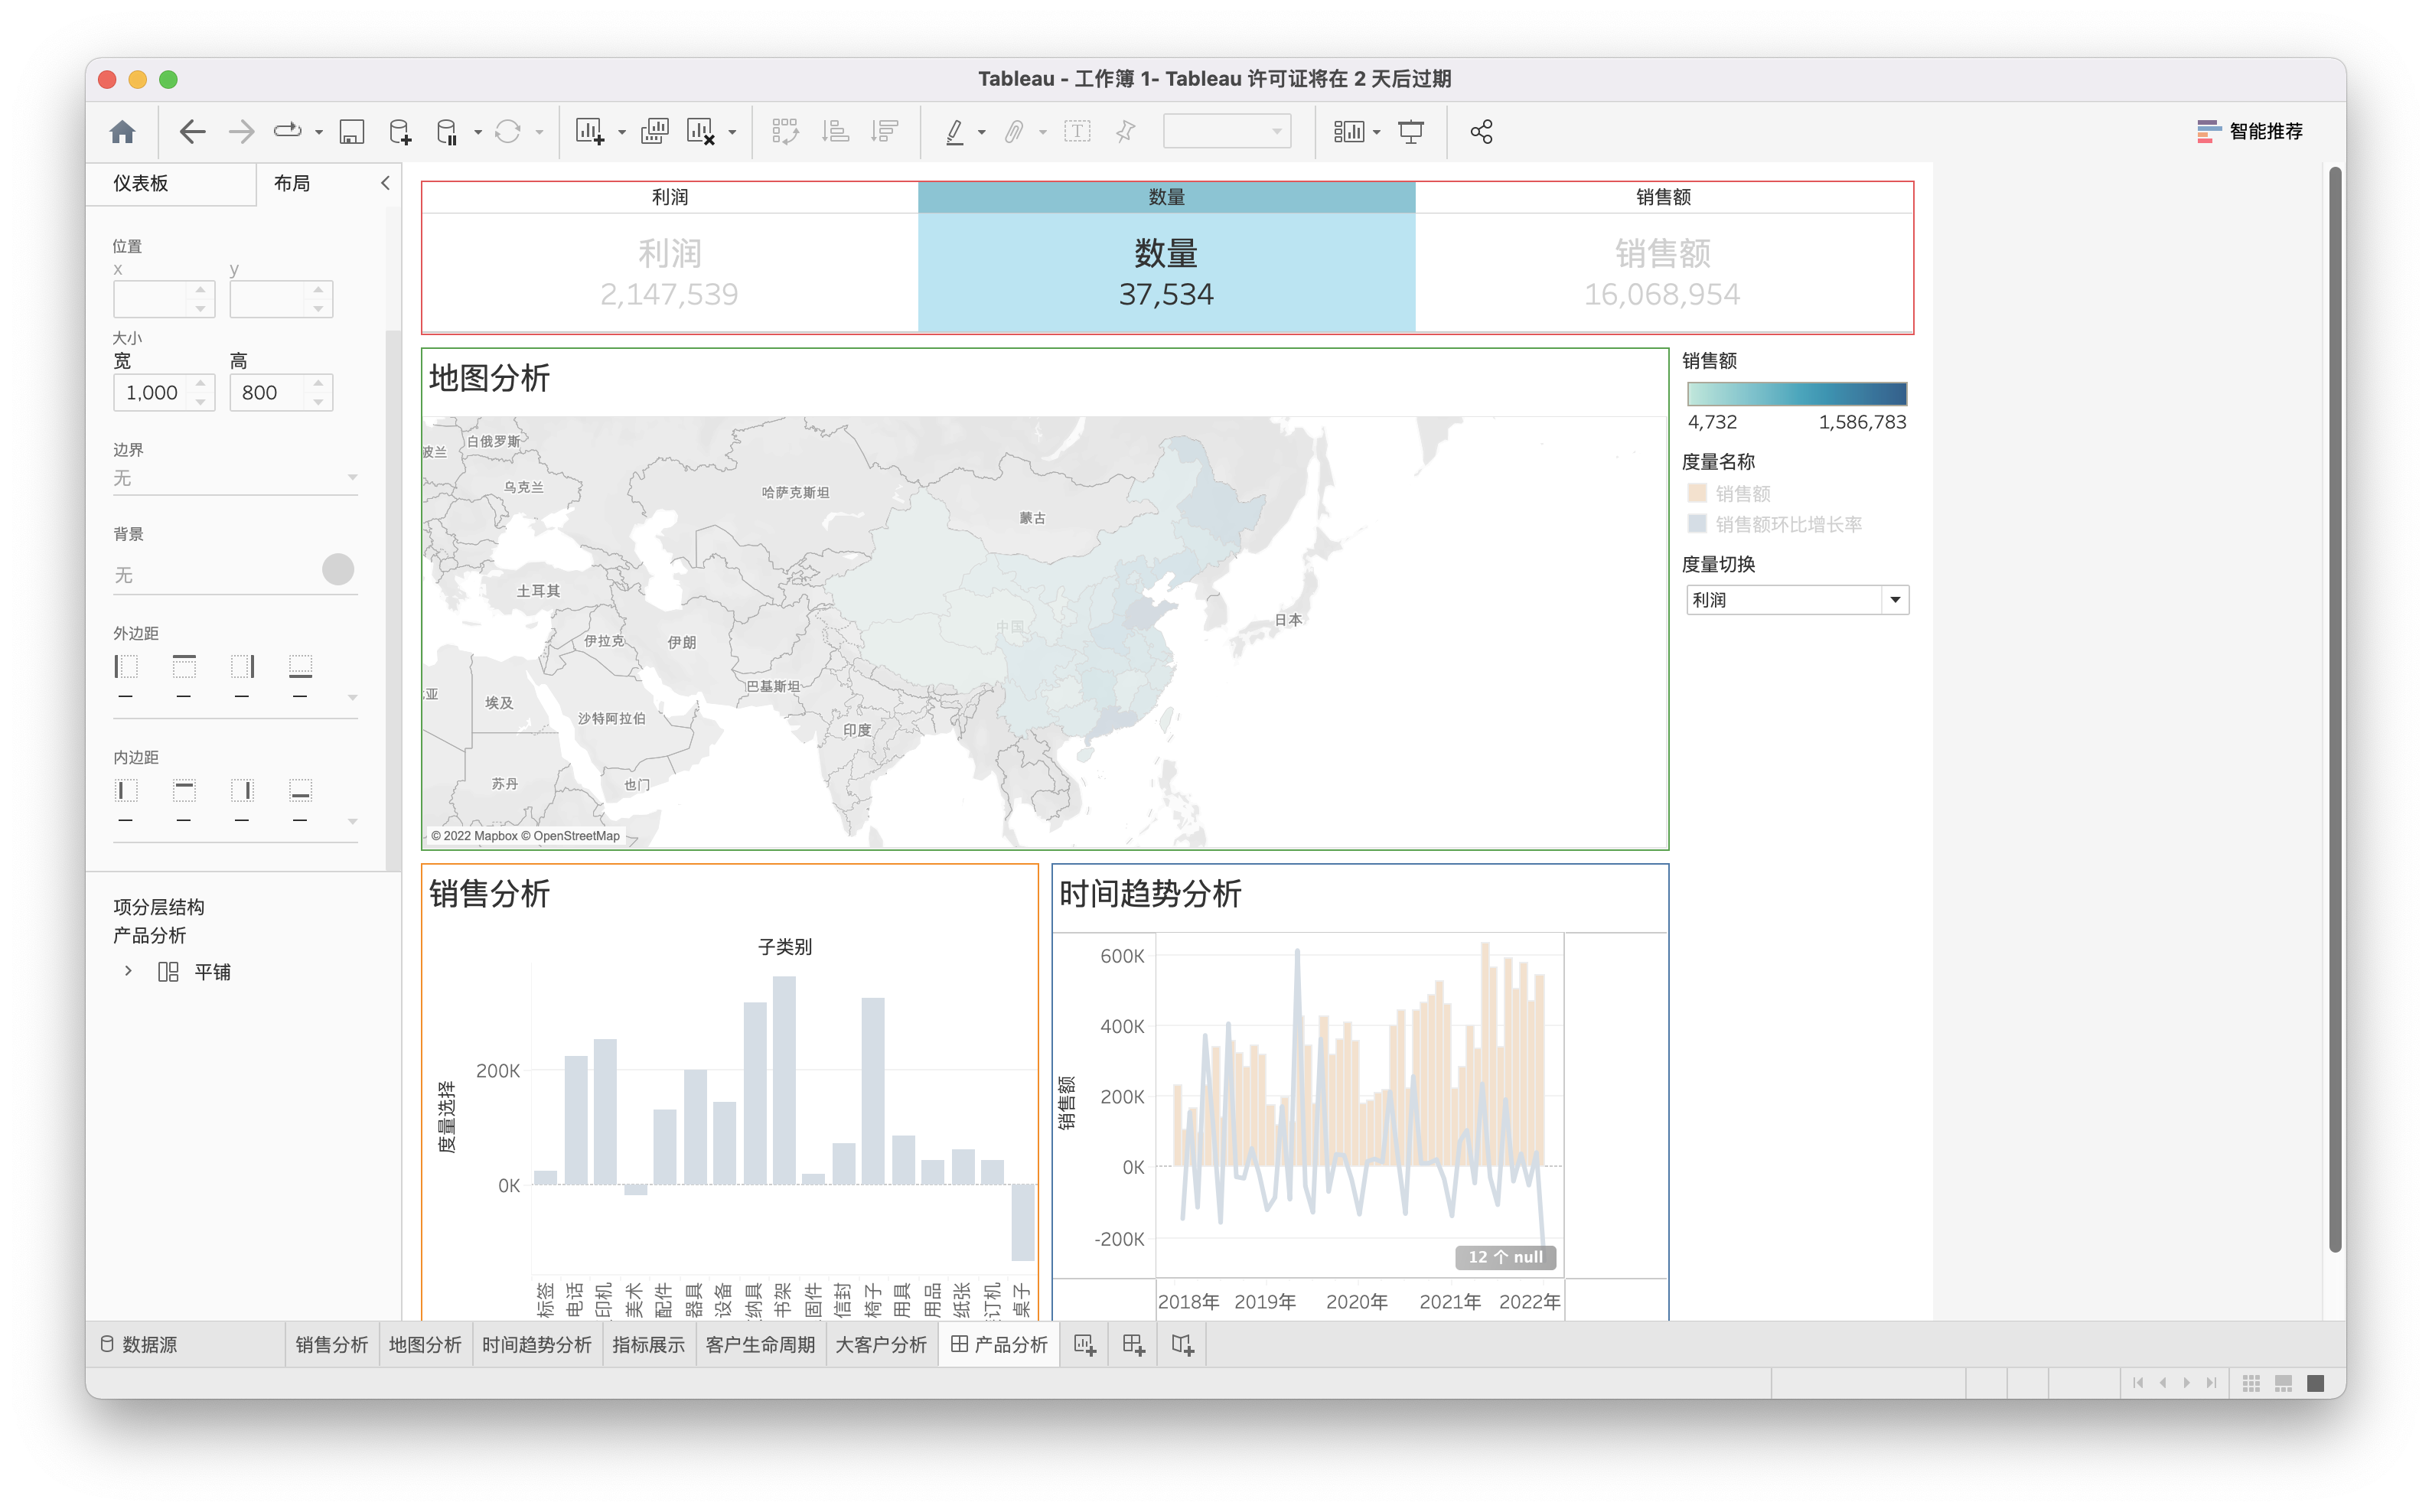 Tableau - 工作簿 1- Tableau 许可证将在 2 天后过期
智能推荐
仪表板
布局
位置
x
y
大小
宽
高
1,000
800
边界
无
背景
无
外边距
内边距
项分层结构
产品分析
平铺
利润
数量
销售额
利润
2,147,539
数量
37,534
销售额
16,068,954
地图分析
波兰
白俄罗斯
乌克兰
哈萨克斯坦
蒙古
土耳其
中国
日本
伊拉克
伊朗
巴基斯坦
亚
埃及
沙特阿拉伯
印度
苏丹
也门
© 2022 Mapbox © OpenStreetMap
销售额
4,732
1,586,783
度量名称
销售额
销售额环比增长率
度量切换
利润
销售分析
子类别
度量选择
200K
0K
标签
电话
印机
美术
配件
器具
设备
纳具
书架
固件
信封
椅子
用具
用品
纸张
订机
桌子
时间趋势分析
销售额
600K
400K
200K
0K
-200K
12 个 null
2018年
2019年
2020年
2021年
2022年
数据源
销售分析
地图分析
时间趋势分析
指标展示
客户生命周期
大客户分析
产品分析